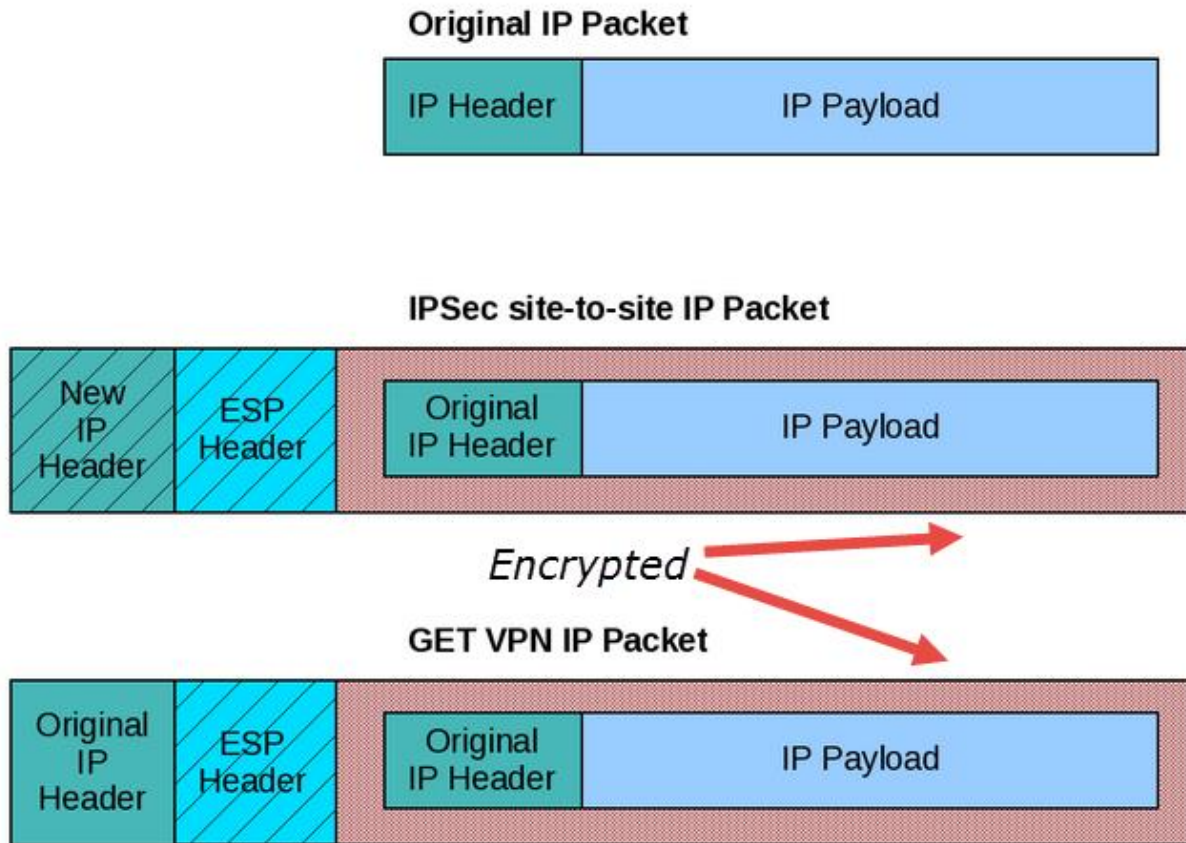 Original IP Packet
IP Header
IP Payload
IPSec site-to-site IP Packet
New
IP
Header
ESP
Header
Original
IP Header
IP Payload
Encrypted
GET VPN IP Packet
Original
IP
Header
ESP
Header
Original
IP Header
IP Payload